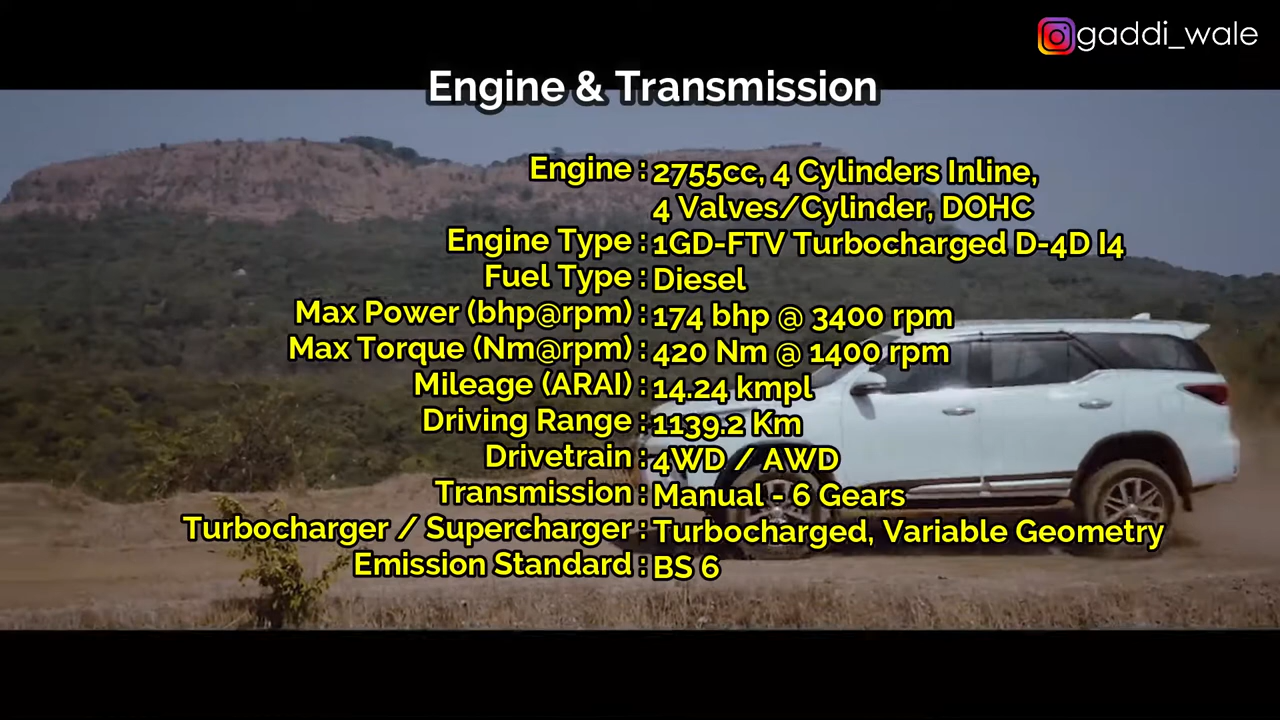 gaddi_wale
Engine & Transmission
Engine : 2755cc, 4 Cylinders Inline,
4 Valves/Cylinder, DOHC
Engine Type : 1GD-FTV Turbocharged D-4D I4
Fuel Type : Diesel
Max Power (bhp@rpm) : 174 bhp @ 3400 rpm
Max Torque (Nm@rpm) : 420 Nm @ 1400 rpm
Mileage (ARAI) : 14.24 kmpl
Driving Range : 1139.2 Km
Drivetrain : 4WD / AWD
Transmission : Manual - 6 Gears
Turbocharger / Supercharger : Turbocharged, Variable Geometry
Emission Standard : BS 6